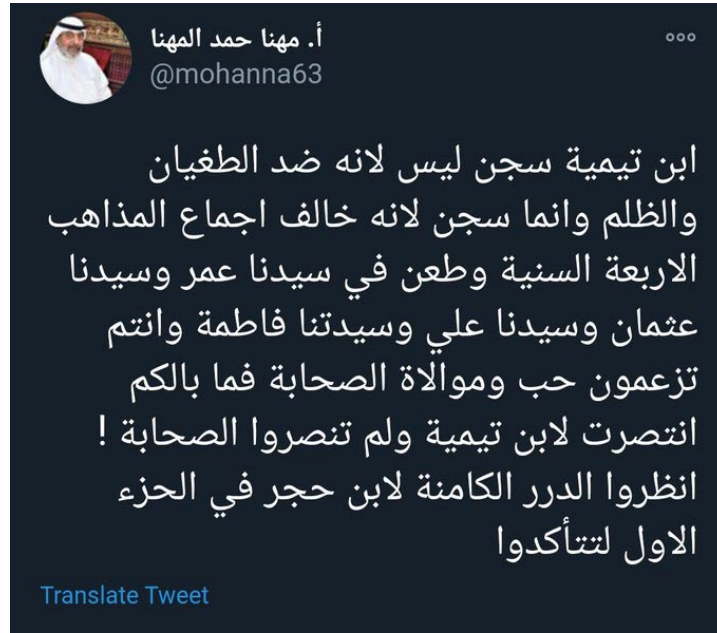 أ. مهنا حمد المهنا
@mohanna63
ابن تيمية سجن ليس لانه ضد الطغيان
والظلم وانما سجن لانه خالف اجماع المذاهب
الاربعة السنية وطعن في سيدنا عمر وسيدنا
عثمان وسيدنا علي وسيدتنا فاطمة وانتم
تزعمون حب وموالاة الصحابة فما بالكم
انتصرت لابن تيمية ولم تنصروا الصحابة !
انظروا الدرر الكامنة لابن حجر في الحزء
الاول لتتأكدوا
Translate Tweet